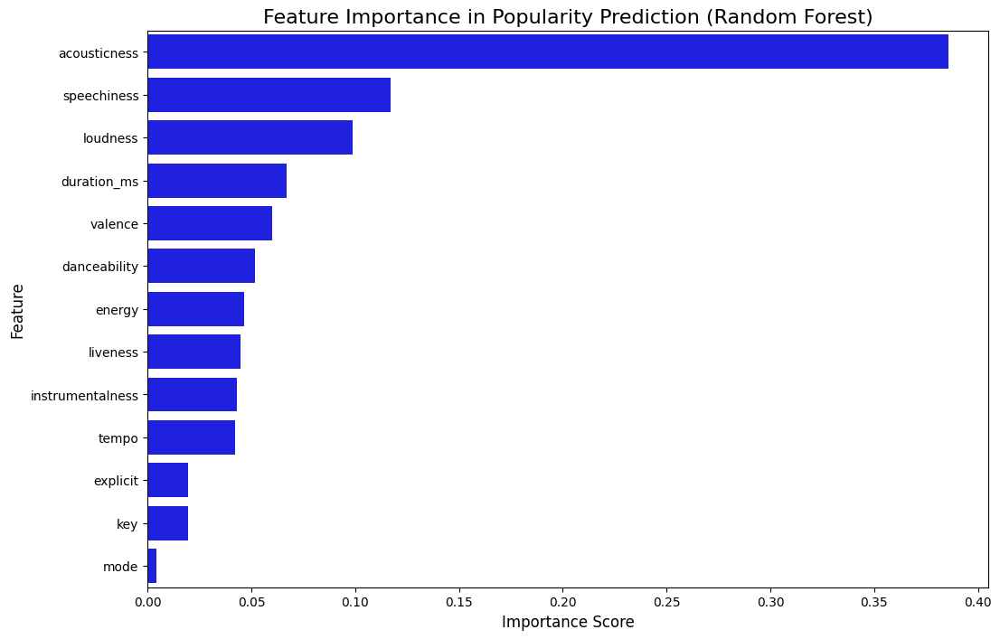 Feature Importance in Popularity Prediction (Random Forest)
acousticness
speechiness
loudness
duration_ms
valence
danceability
energy
liveness
instrumentalness
tempo
explicit
key
mode
Feature
0.00 0.05 0.10 0.15 0.20 0.25 0.30 0.35 0.40
Importance Score